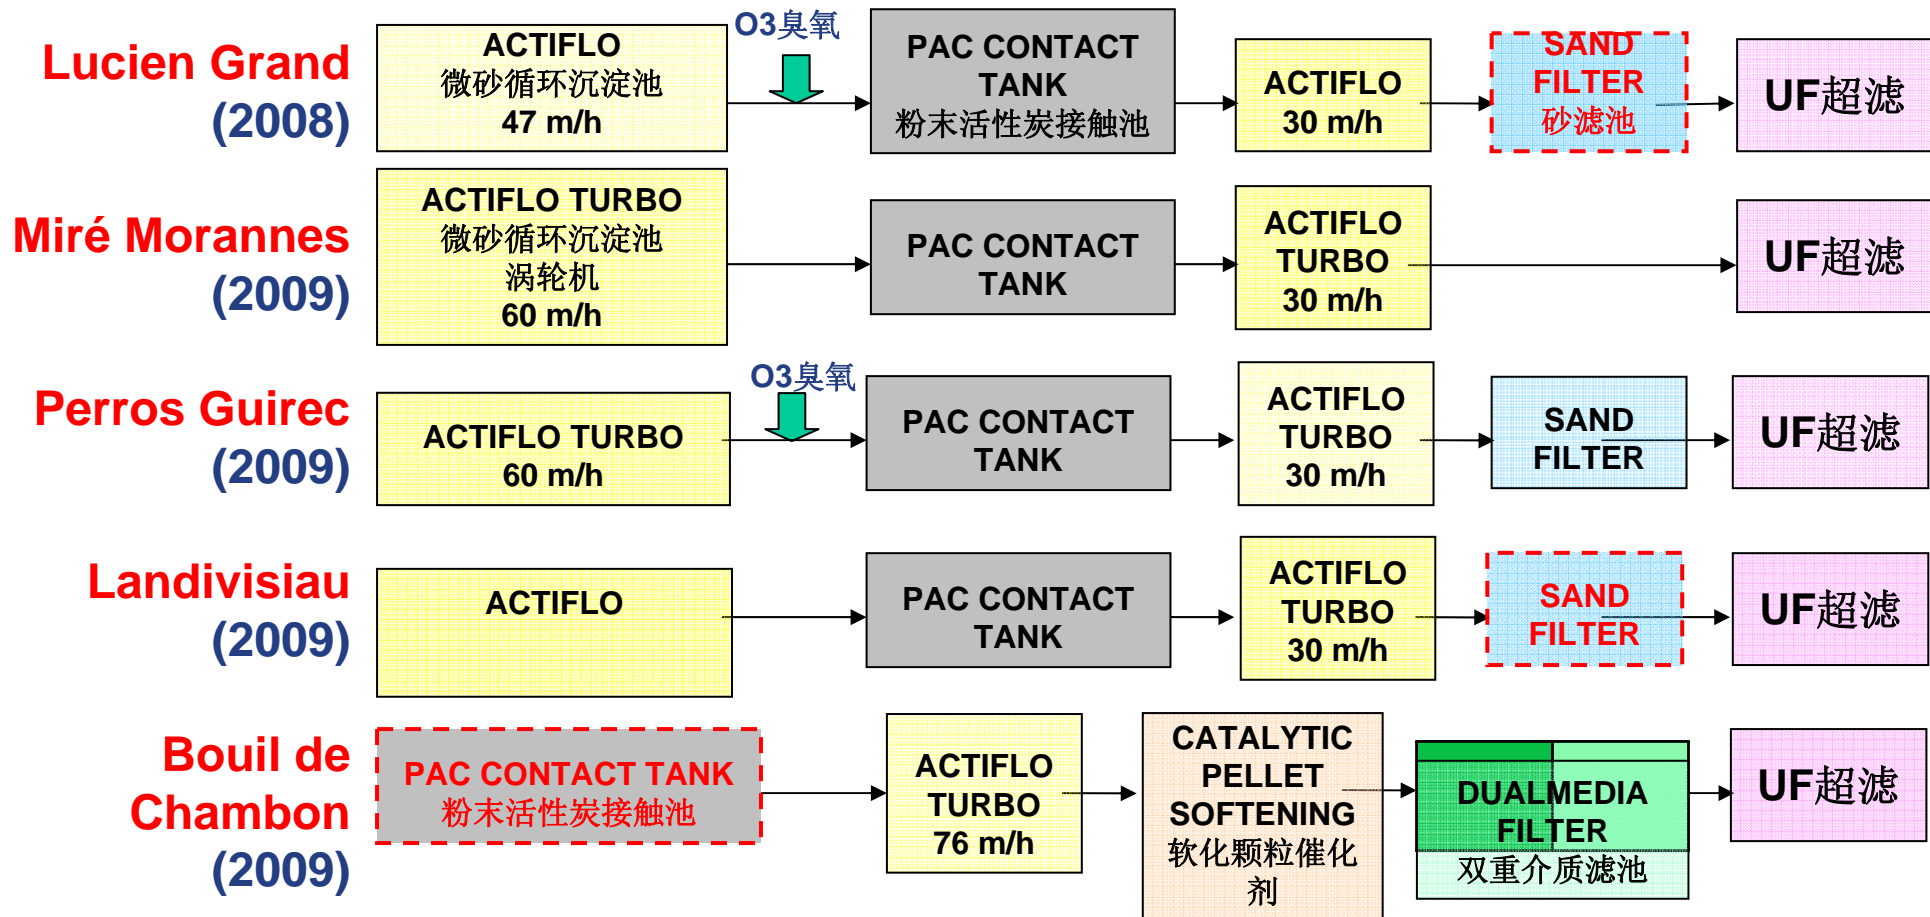 Lucien Grand
(2008)
ACTIFLO
微砂循环沉淀池
47 m/h
O3臭氧
PAC CONTACT
TANK
粉末活性炭接触池
ACTIFLO
30 m/h
SAND
FILTER
砂滤池
UF超滤
Miré Morannes
(2009)
ACTIFLO TURBO
微砂循环沉淀池
涡轮机
60 m/h
PAC CONTACT
TANK
ACTIFLO
TURBO
30 m/h
UF超滤
Perros Guirec
(2009)
ACTIFLO TURBO
60 m/h
O3臭氧
PAC CONTACT
TANK
ACTIFLO
TURBO
30 m/h
SAND
FILTER
UF超滤
Landivisiau
(2009)
ACTIFLO
PAC CONTACT
TANK
ACTIFLO
TURBO
30 m/h
SAND
FILTER
UF超滤
Bouil de
Chambon
(2009)
PAC CONTACT TANK
粉末活性炭接触池
ACTIFLO
TURBO
76 m/h
CATALYTIC
PELLET
SOFTENING
软化颗粒催化
剂
DUALMEDIA
FILTER
双重介质滤池
UF超滤